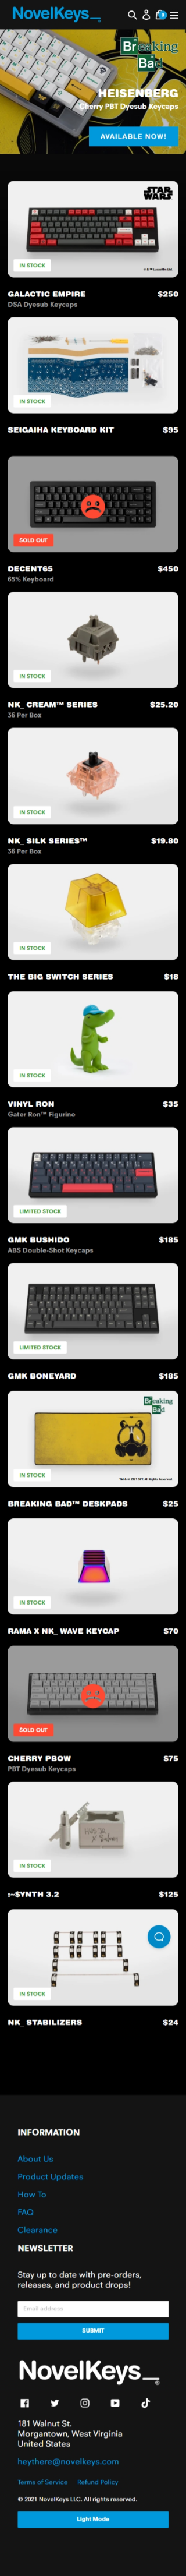 NovelKeys_
Breaking
Bad
HEISENBERG
Cherry PBT Dyesub Keycaps
AVAILABLE NOW!
STAR
WARS
IN STOCK
GALACTIC EMPIRE $250
DSA Dyesub Keycaps
IN STOCK
SEIGAIHA KEYBOARD KIT $95
SOLD OUT
DECENT65 $450
65% Keyboard
IN STOCK
NK_ CREAM™ SERIES $25.20
36 Per Box
IN STOCK
NK_ SILK SERIES™ $19.80
36 Per Box
IN STOCK
THE BIG SWITCH SERIES $18
IN STOCK
VINYL RON $35
Gater Ron™ Figurine
LIMITED STOCK
GMK BUSHIDO $185
ABS Double-Shot Keycaps
LIMITED STOCK
GMK BONEYARD $185
Breaking
Bad
IN STOCK
BREAKING BAD™ DESKPADS $25
IN STOCK
RAMA X NK_ WAVE KEYCAP $70
SOLD OUT
CHERRY PBOW $75
PBT Dyesub Keycaps
IN STOCK
:~$YNTH 3.2 $125
IN STOCK
NK_ STABILIZERS $24
INFORMATION
About Us
Product Updates
How To
FAQ
Clearance
NEWSLETTER
Stay up to date with pre-orders,
releases, and product drops!
Email address
SUBMIT
NovelKeys_®
181 Walnut St.
Morgantown, West Virginia
United States
heythere@novelkeys.com
Terms of Service Refund Policy
© 2021 NovelKeys LLC. All rights reserved.
Light Mode